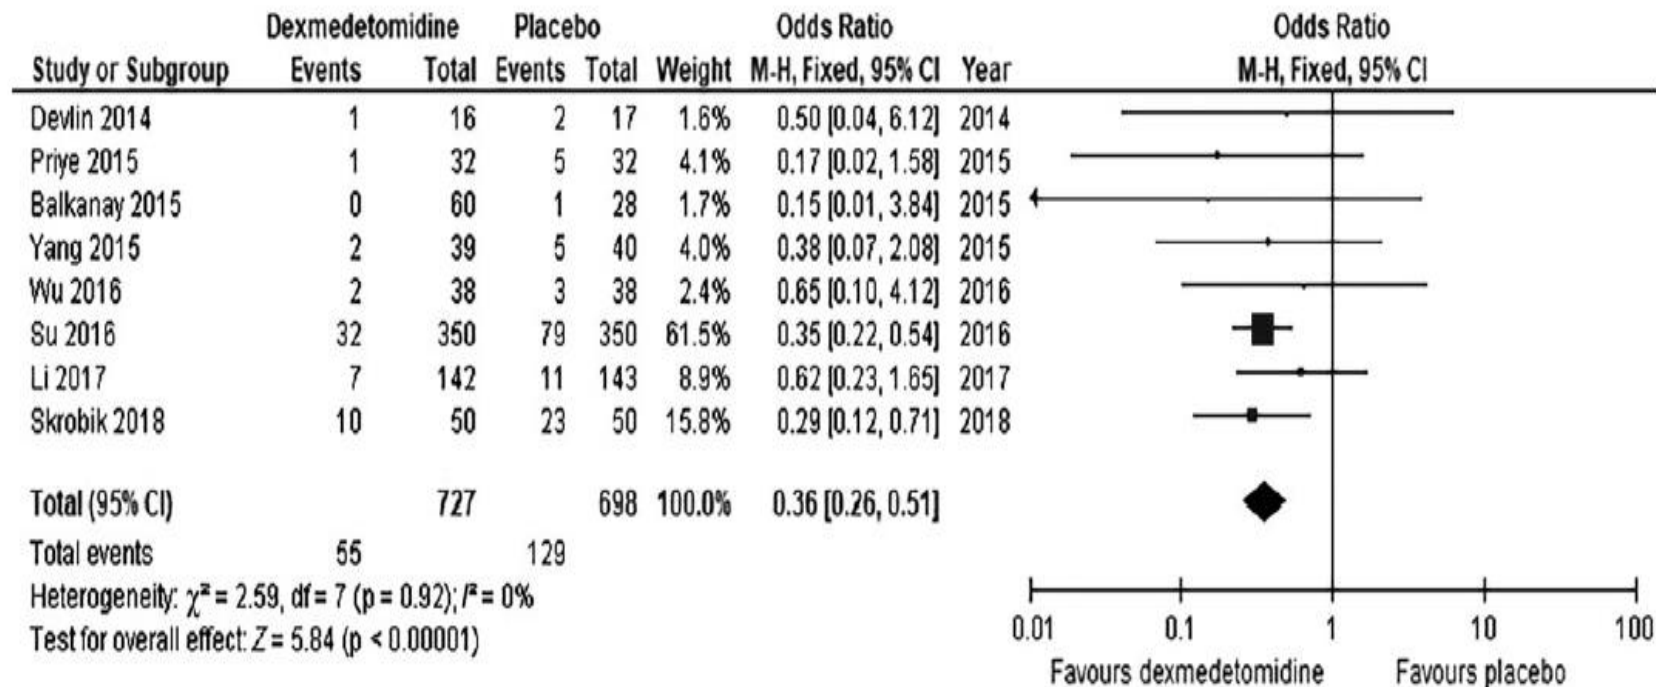 Dexmedetomidine Placebo Odds Ratio Odds Ratio
Study or Subgroup Events Total Events Total Weight M-H, Fixed, 95% CI Year M-H, Fixed, 95% CI
Devlin 2014 1 16 2 17 1.6% 0.50 [0.04, 6.12] 2014
Priye 2015 1 32 5 32 4.1% 0.17 [0.02, 1.58] 2015
Balkanay 2015 0 60 1 28 1.7% 0.15 [0.01, 3.84] 2015
Yang 2015 2 39 5 40 4.0% 0.38 [0.07, 2.08] 2015
Wu 2016 2 38 3 38 2.4% 0.65 [0.10, 4.12] 2016
Su 2016 32 350 79 350 61.5% 0.35 [0.22, 0.54] 2016
Li 2017 7 142 11 143 8.9% 0.62 [0.23, 1.65] 2017
Skrobik 2018 10 50 23 50 15.8% 0.29 [0.12, 0.71] 2018
Total (95% CI) 727 698 100.0% 0.36 [0.26, 0.51]
Total events 55 129
Heterogeneity: χ² = 2.59, df = 7 (p = 0.92); I² = 0%
Test for overall effect: Z = 5.84 (p < 0.00001)
0.01 0.1 1 10 100
Favours dexmedetomidine Favours placebo